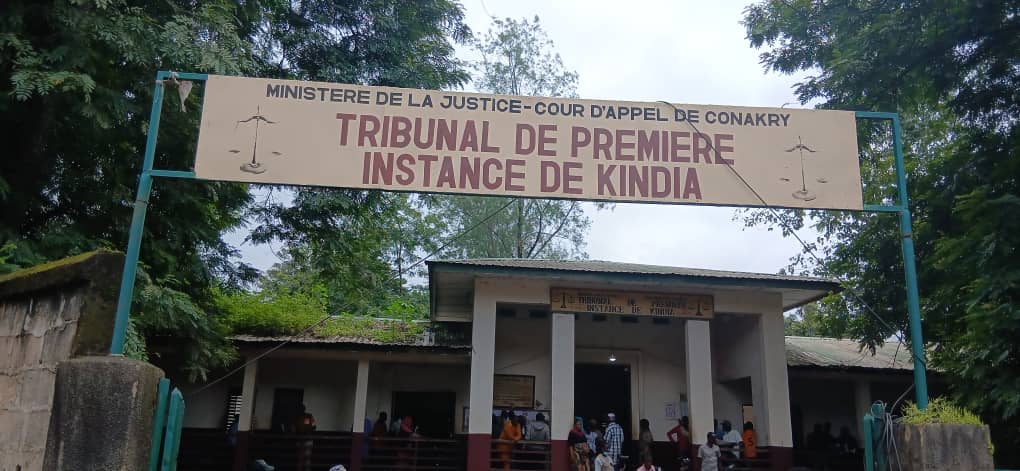 MINISTERE DE LA JUSTICE-COUR D'APPEL DE CONAKRY
TRIBUNAL DE PREMIERE
INSTANCE DE KINDIA
TRIBUNAL DE PREMIERE
INSTANCE DE KINDIA